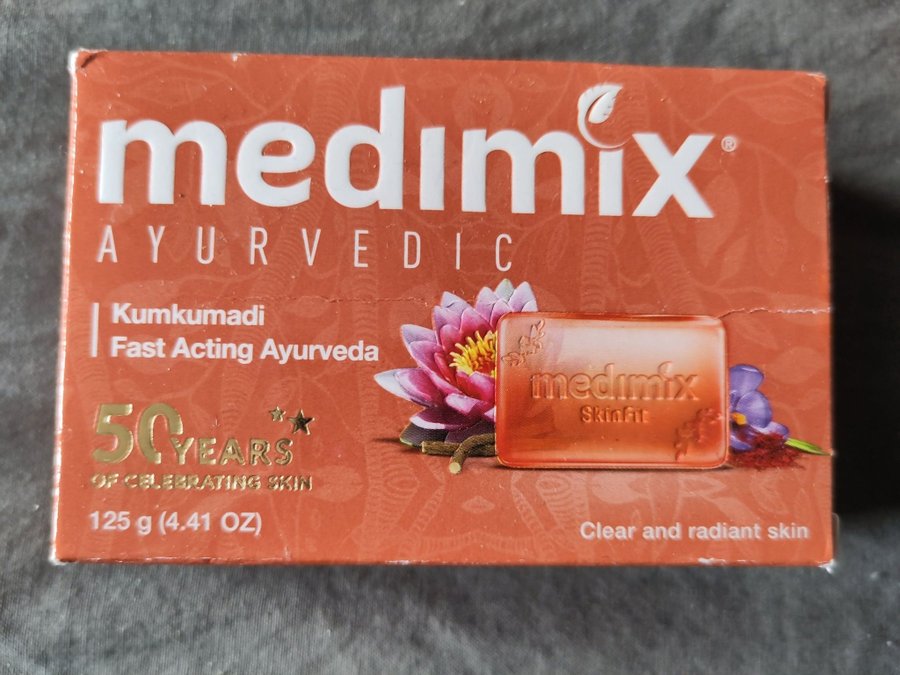 medimix®
AYURVEDIC
Kumkumadi
Fast Acting Ayurveda
50 YEARS
OF CELEBRATING SKIN
125 g (4.41 OZ)
medimix
SkinFit
Clear and radiant skin